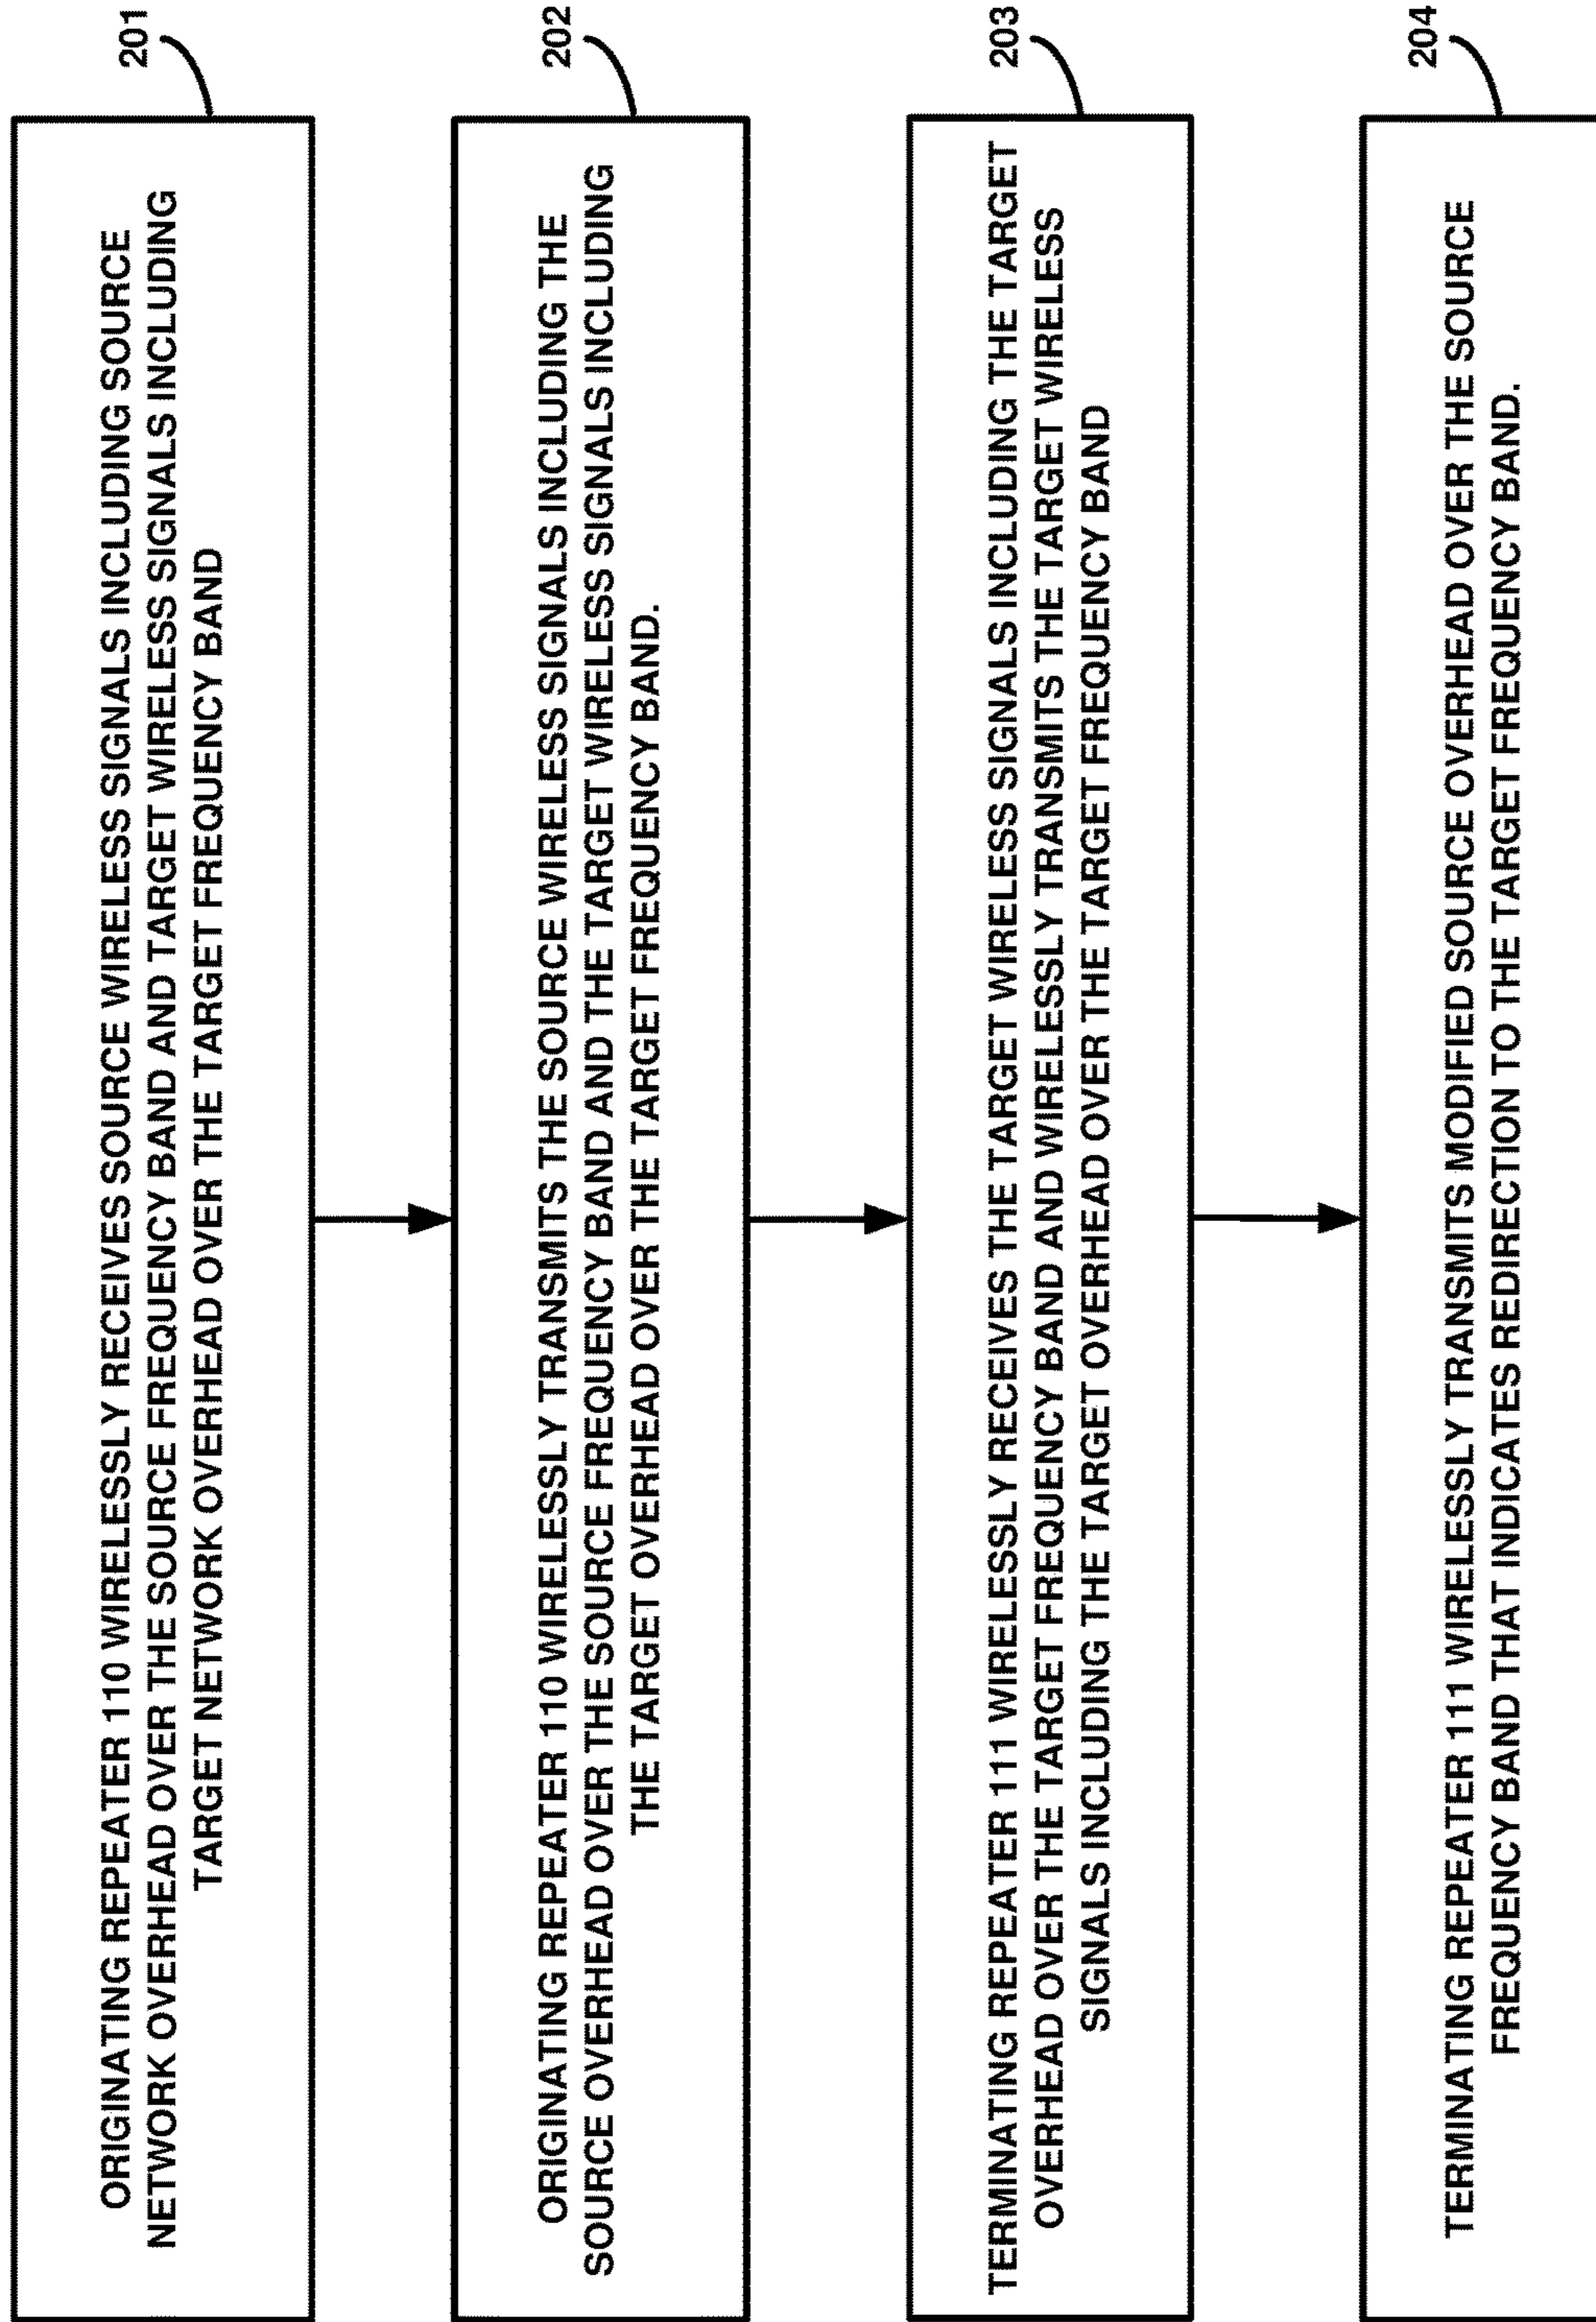 ORIGINATING REPEATER 110 WIRELESSLY RECEIVES SOURCE WIRELESS SIGNALS INCLUDING SOURCE
NETWORK OVERHEAD OVER THE SOURCE FREQUENCY BAND AND TARGET WIRELESS SIGNALS INCLUDING
TARGET NETWORK OVERHEAD OVER THE TARGET FREQUENCY BAND
201
ORIGINATING REPEATER 110 WIRELESSLY TRANSMITS THE SOURCE WIRELESS SIGNALS INCLUDING THE
SOURCE OVERHEAD OVER THE SOURCE FREQUENCY BAND AND THE TARGET WIRELESS SIGNALS INCLUDING
THE TARGET OVERHEAD OVER THE TARGET FREQUENCY BAND.
202
TERMINATING REPEATER 111 WIRELESSLY RECEIVES THE TARGET WIRELESS SIGNALS INCLUDING THE TARGET
OVERHEAD OVER THE TARGET FREQUENCY BAND AND WIRELESSLY TRANSMITS THE TARGET WIRELESS
SIGNALS INCLUDING THE TARGET OVERHEAD OVER THE TARGET FREQUENCY BAND
203
TERMINATING REPEATER 111 WIRELESSLY TRANSMITS MODIFIED SOURCE OVERHEAD OVER THE SOURCE
FREQUENCY BAND THAT INDICATES REDIRECTION TO THE TARGET FREQUENCY BAND.
204